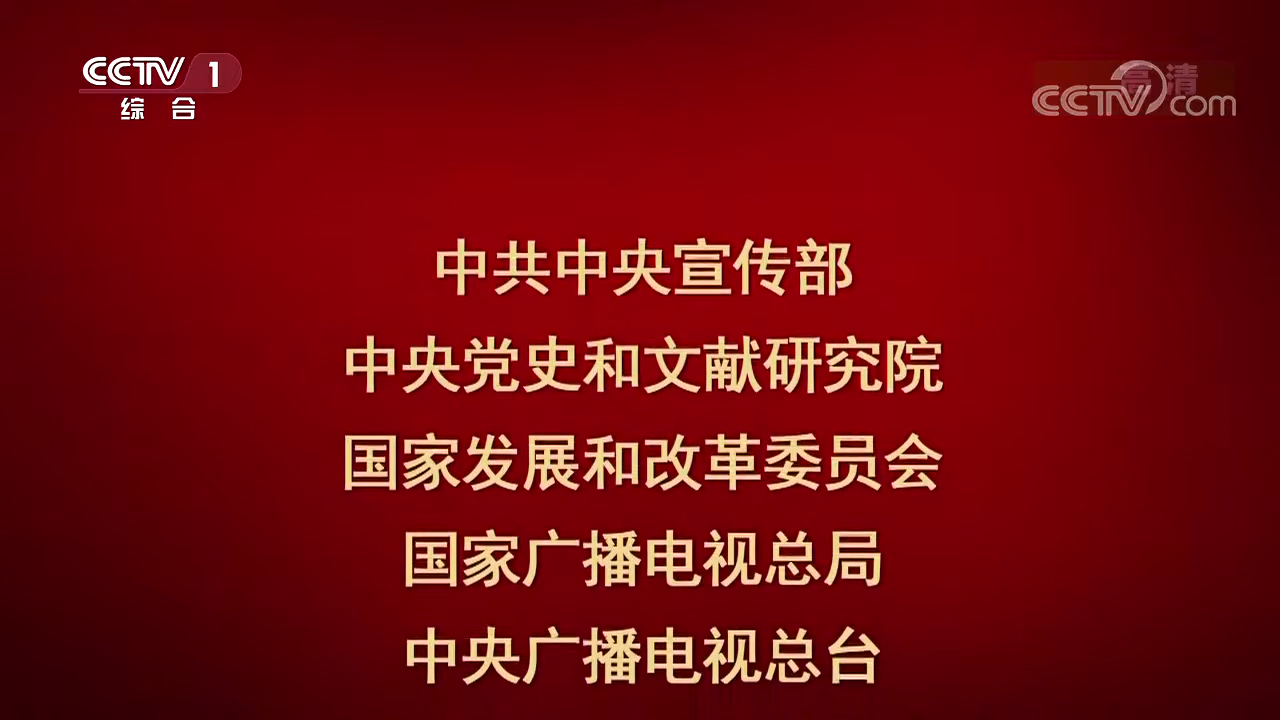 CCTV 1
综合
高清
CCTV.com
中共中央宣传部
中央党史和文献研究院
国家发展和改革委员会
国家广播电视总局
中央广播电视总台